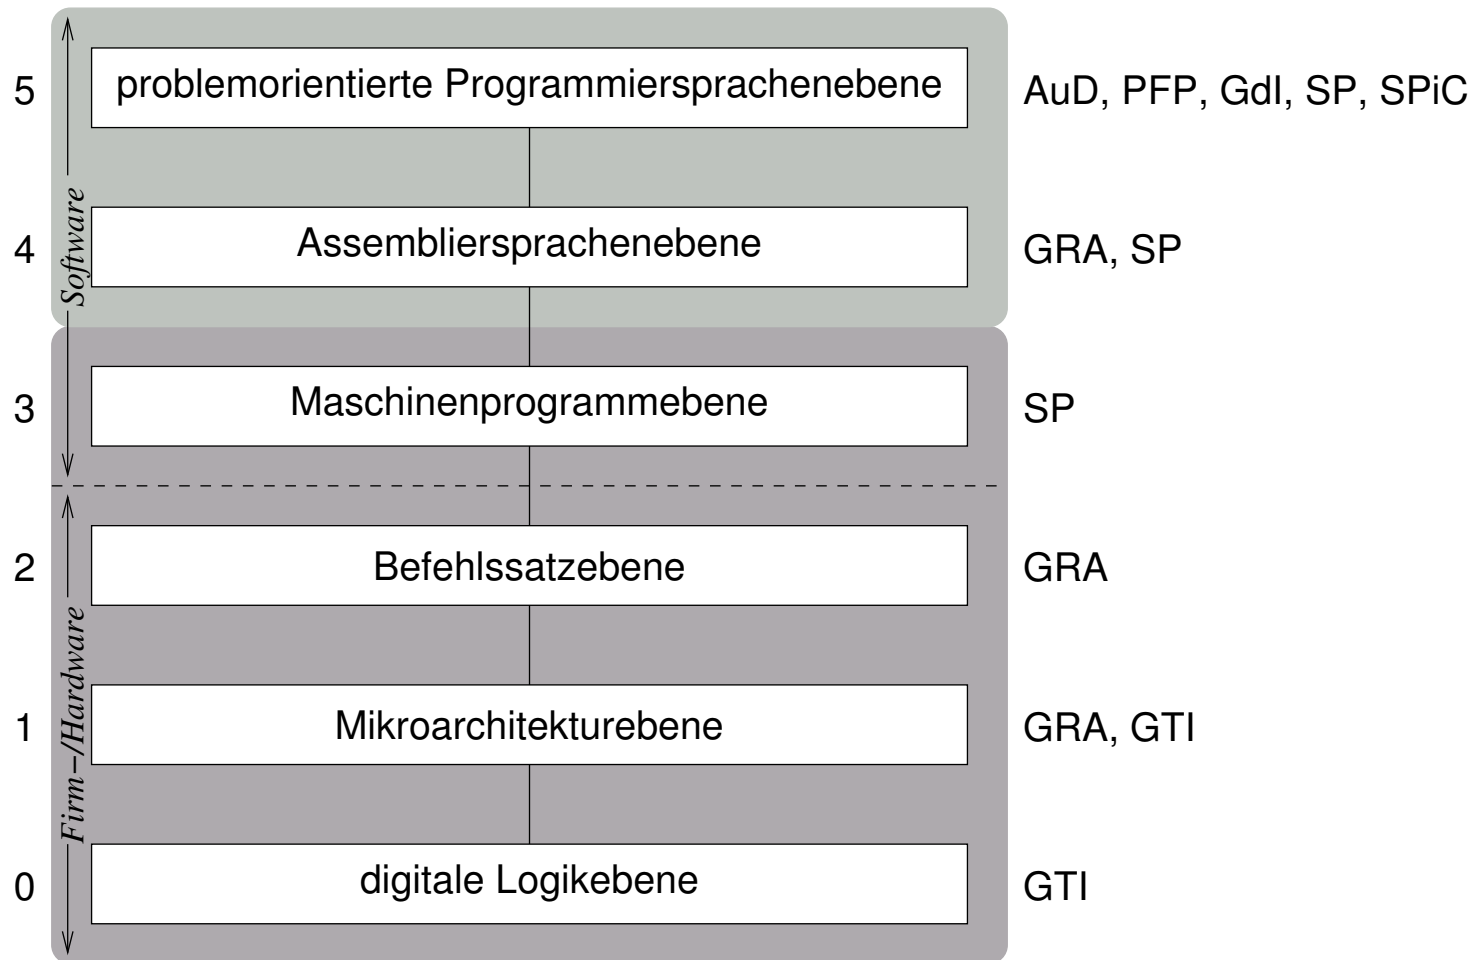 5 problemorientierte Programmiersprachenebene AuD, PFP, GdI, SP, SPiC
Software
4 Assembliersprachenebene GRA, SP
3 Maschinenprogrammebene SP
2 Befehlssatzebene GRA
Firm-/Hardware
1 Mikroarchitekturebene GRA, GTI
0 digitale Logikebene GTI